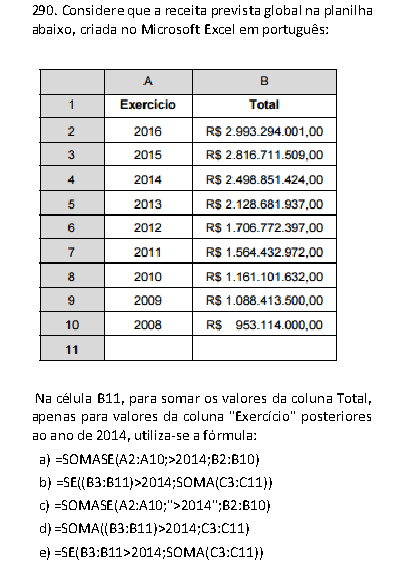 290. Considere que a receita prevista global na planilha
abaixo, criada no Microsoft Excel em português:
A B
1 Exercício Total
2 2016 R$ 2.993.294.001,00
3 2015 R$ 2.816.711.509,00
4 2014 R$ 2.498.851.424,00
5 2013 R$ 2.128.681.937,00
6 2012 R$ 1.706.772.397,00
7 2011 R$ 1.564.432.972,00
8 2010 R$ 1.161.101.632,00
9 2009 R$ 1.088.413.500,00
10 2008 R$ 953.114.000,00
11
Na célula B11, para somar os valores da coluna Total,
apenas para valores da coluna "Exercício" posteriores
ao ano de 2014, utiliza-se a fórmula:
a) =SOMASE(A2:A10;>2014;B2:B10)
b) =SE((B3:B11)>2014;SOMA(C3:C11))
c) =SOMASE(A2:A10;">2014";B2:B10)
d) =SOMA((B3:B11)>2014;C3:C11)
e) =SE(B3:B11>2014;SOMA(C3:C11))